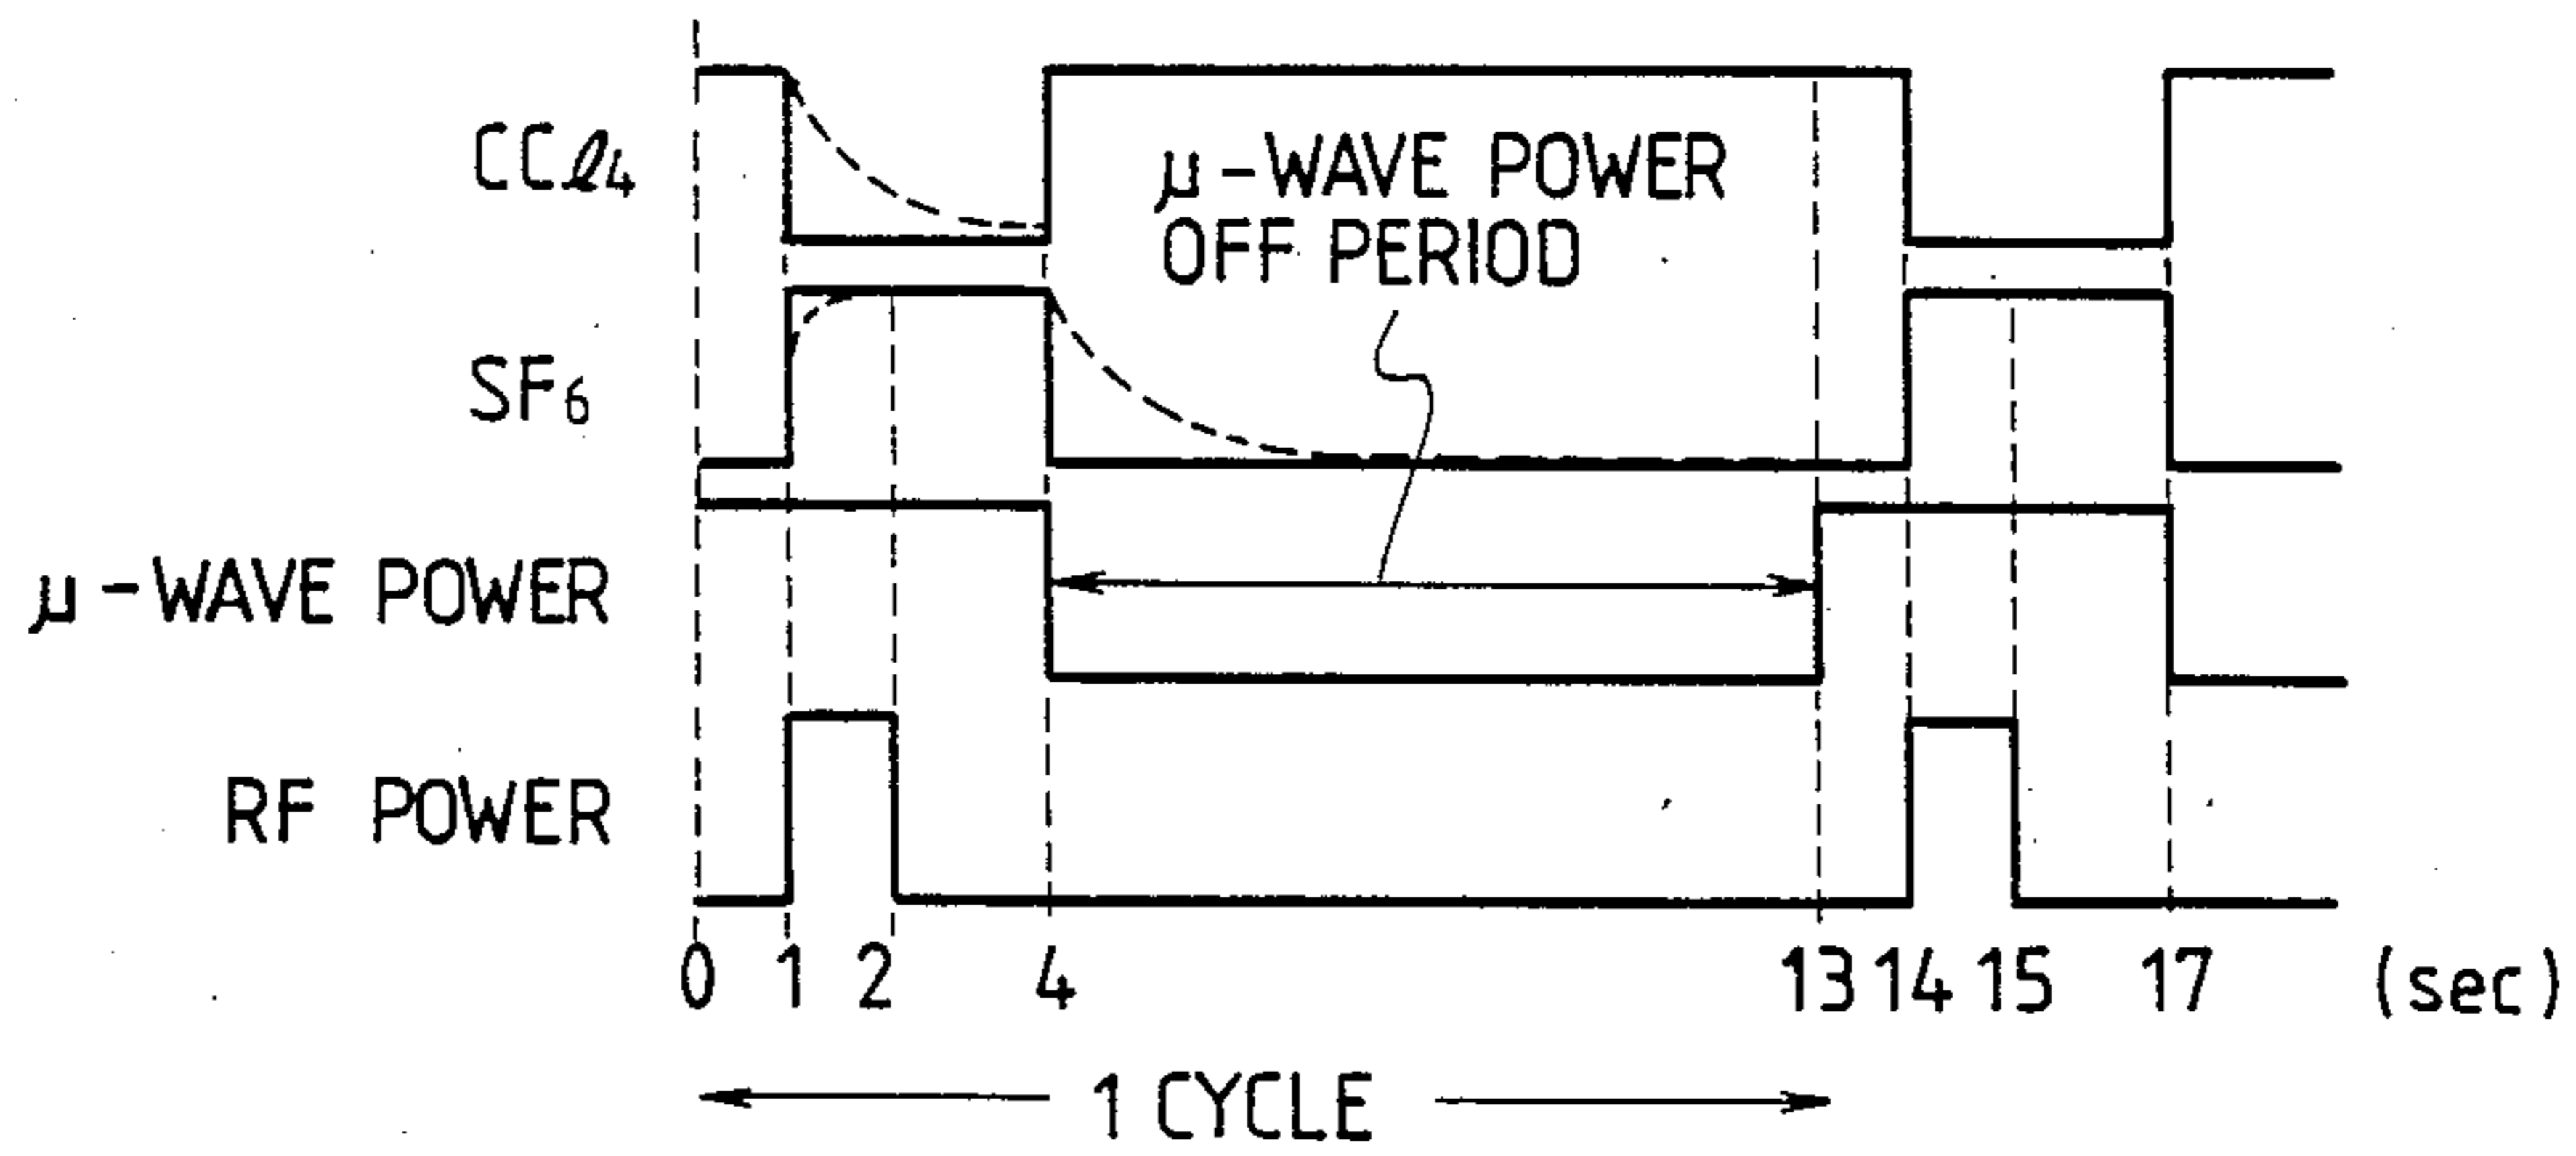 CCl4
μ-WAVE POWER
OFF PERIOD
SF6
μ-WAVE POWER
RF POWER
0 1 2 4 13 14 15 17 (sec)
1 CYCLE